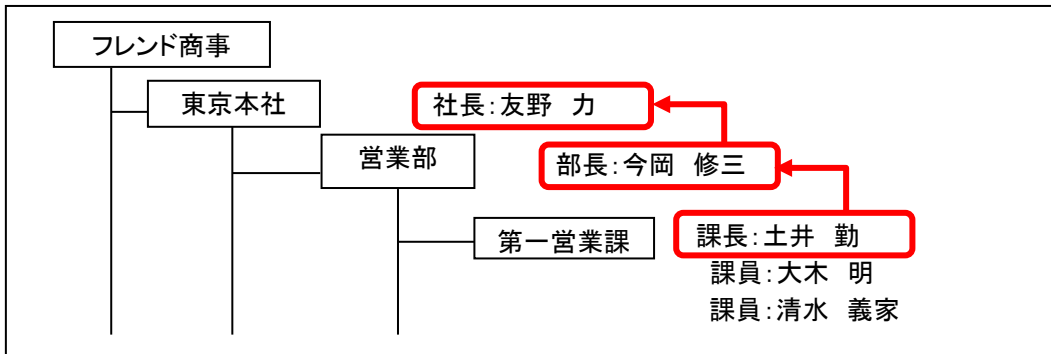 フレンド商事
東京本社
社長：友野　力
営業部
部長：今岡　修三
第一営業課
課長：土井　勤
課員：大木　明
課員：清水　義家